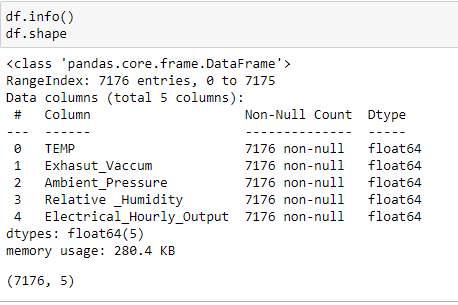 df.info()
df.shape
<class 'pandas.core.frame.DataFrame'>
RangeIndex: 7176 entries, 0 to 7175
Data columns (total 5 columns):
 #   Column                    Non-Null Count  Dtype
---  ------                    --------------  -----
 0   TEMP                      7176 non-null   float64
 1   Exhasut_Vaccum            7176 non-null   float64
 2   Ambient_Pressure          7176 non-null   float64
 3   Relative _Humidity        7176 non-null   float64
 4   Electrical_Hourly_Output  7176 non-null   float64
dtypes: float64(5)
memory usage: 280.4 KB
(7176, 5)